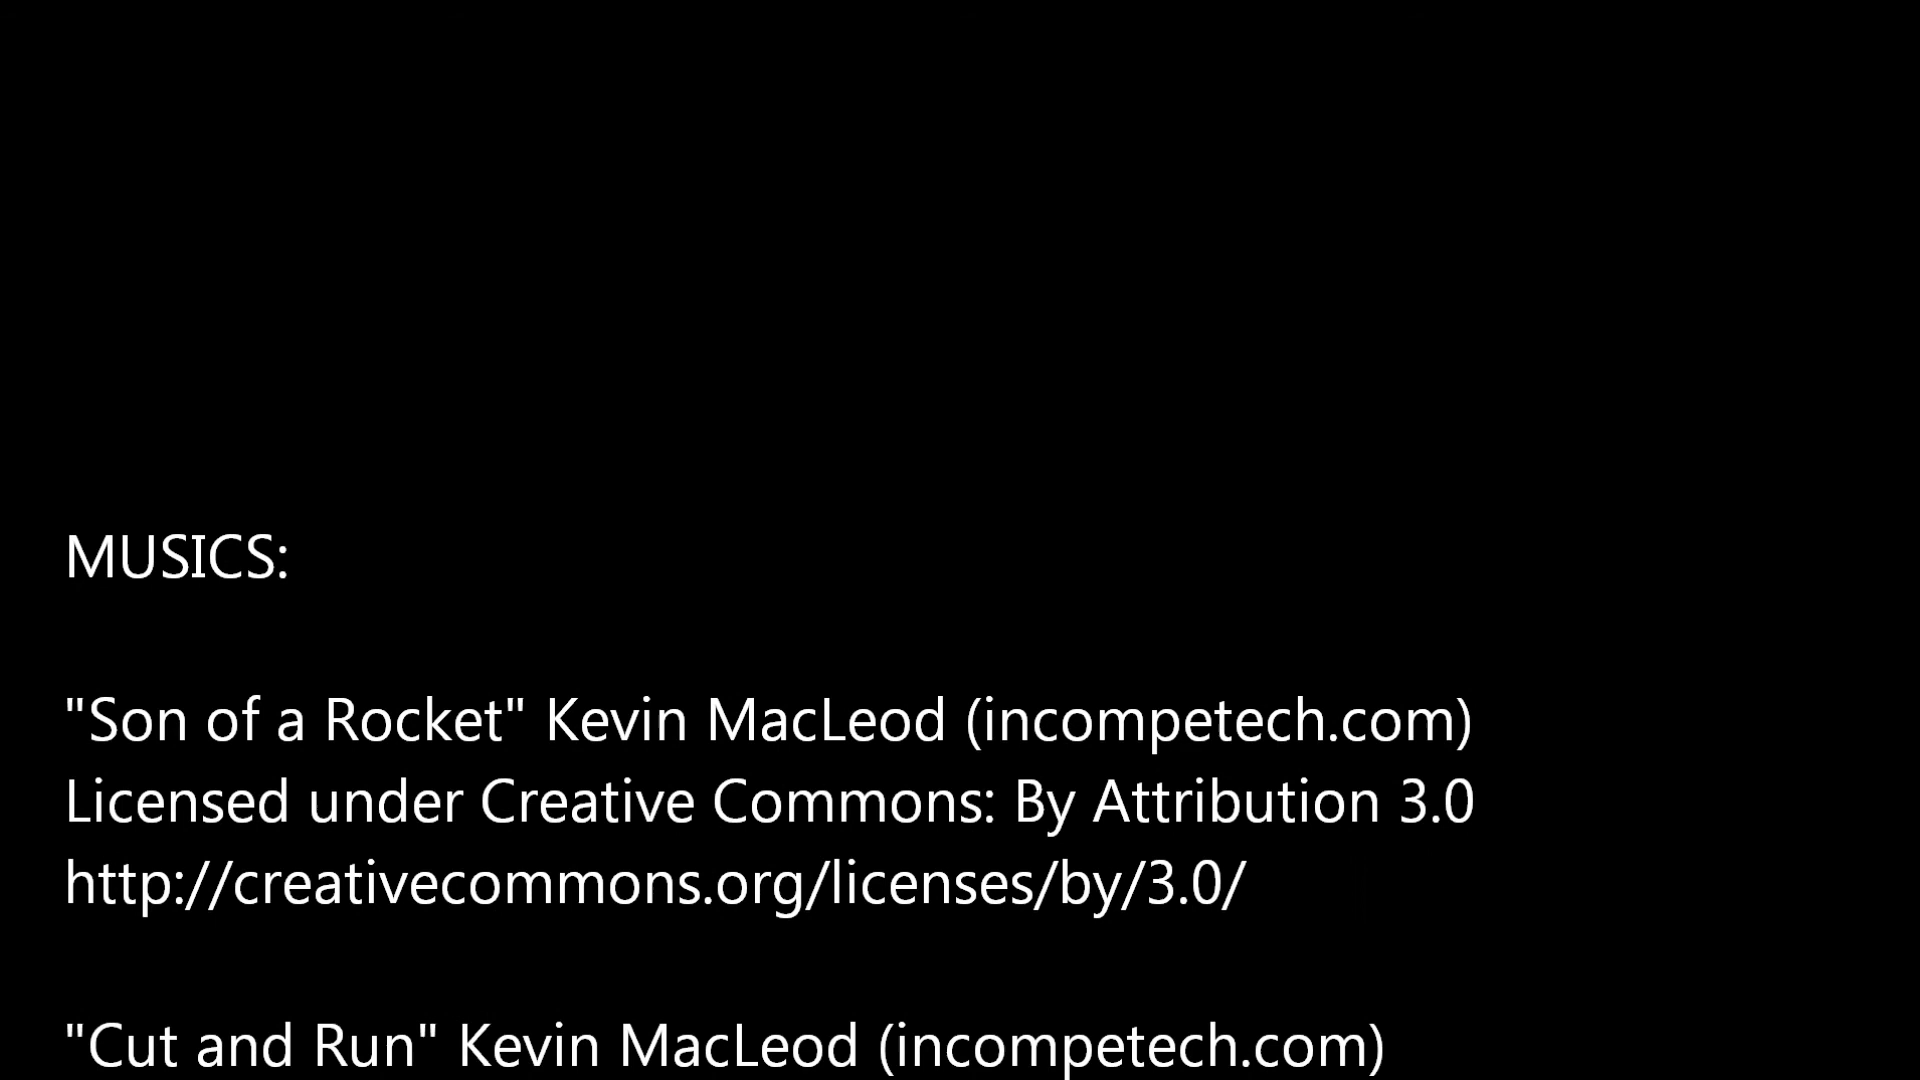 MUSICS:
"Son of a Rocket" Kevin MacLeod (incompetech.com)
Licensed under Creative Commons: By Attribution 3.0
http://creativecommons.org/licenses/by/3.0/
"Cut and Run" Kevin MacLeod (incompetech.com)